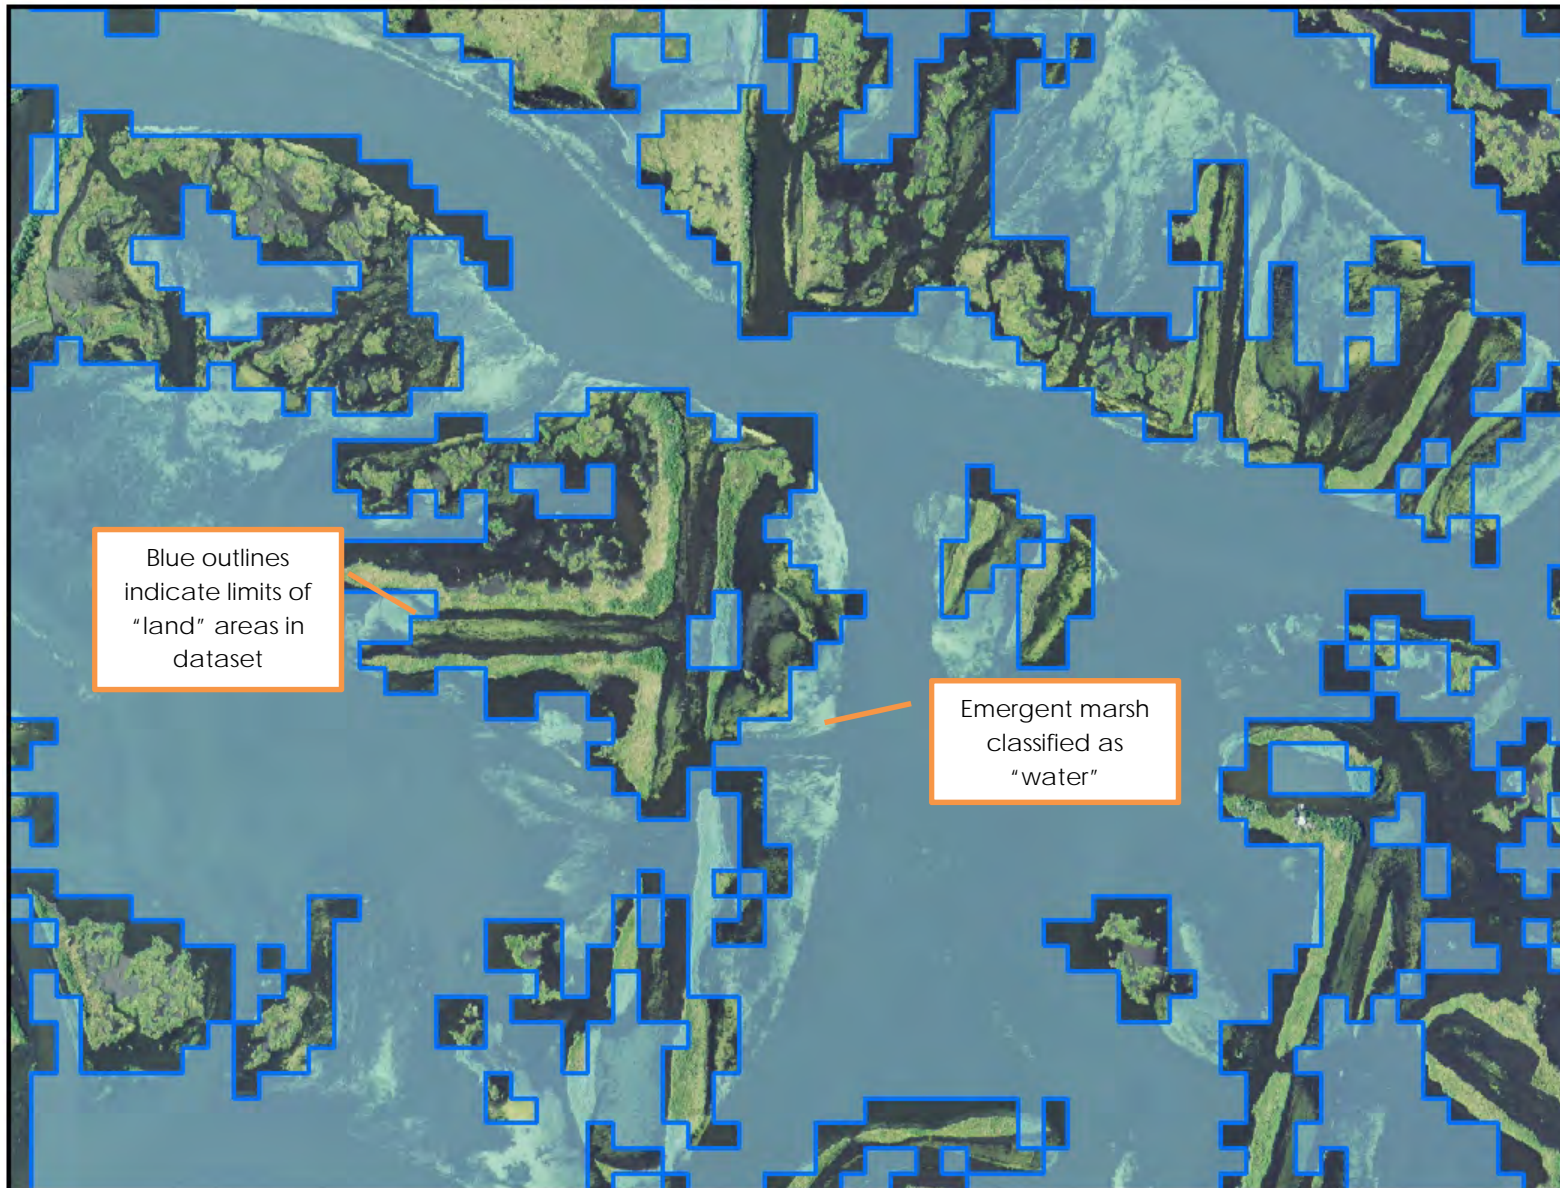 Blue outlines
indicate limits of
“land” areas in
dataset
Emergent marsh
classified as
“water”